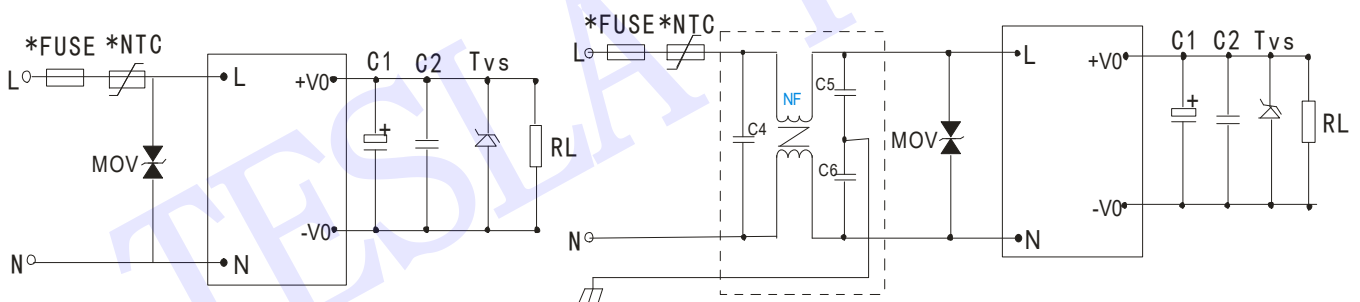 *FUSE *NTC
L
L
+V0
C1
C2
Tvs
+
RL
MOV
-V0
N
N
*FUSE *NTC
L
C4
NF
C5
C6
MOV
L
+V0
C1
C2
Tvs
+
RL
-V0
N
N
TESLA